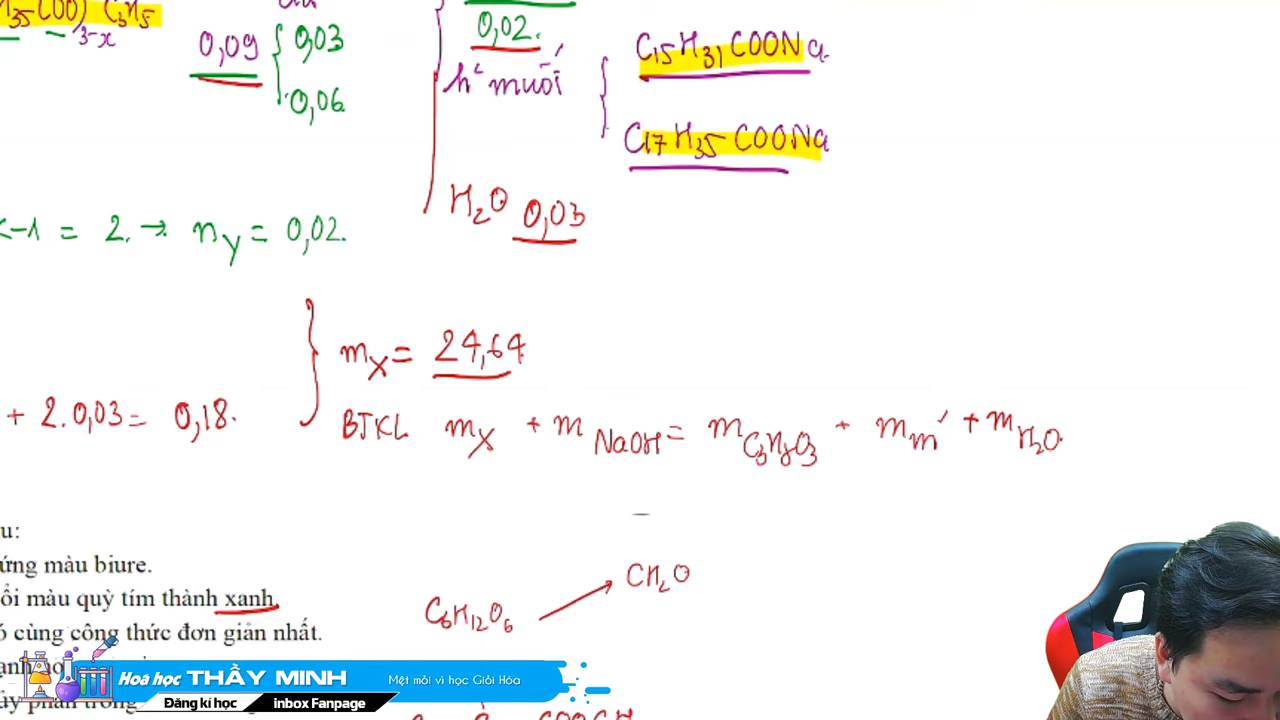 H35COO) C3H5
3-x
0,09 { 0,03
0,06
0,02.
h² muối { C15H31COONa
C17H35COONa
H2O 0,03
k-1 = 2. → nY = 0,02.
mX = 24,64
+ 2.0,03 = 0,18.
BTKL mX + mNaOH = mC3H8O3 + mm' + mH2O
u:
ứng màu biure.
ổi màu quỳ tím thành xanh.
C6H12O6 → CH2O
ó cùng công thức đơn giản nhất.
Hoá học THẦY MINH
Mệt mỏi vì học Giỏi Hóa
Đăng kí học
inbox Fanpage